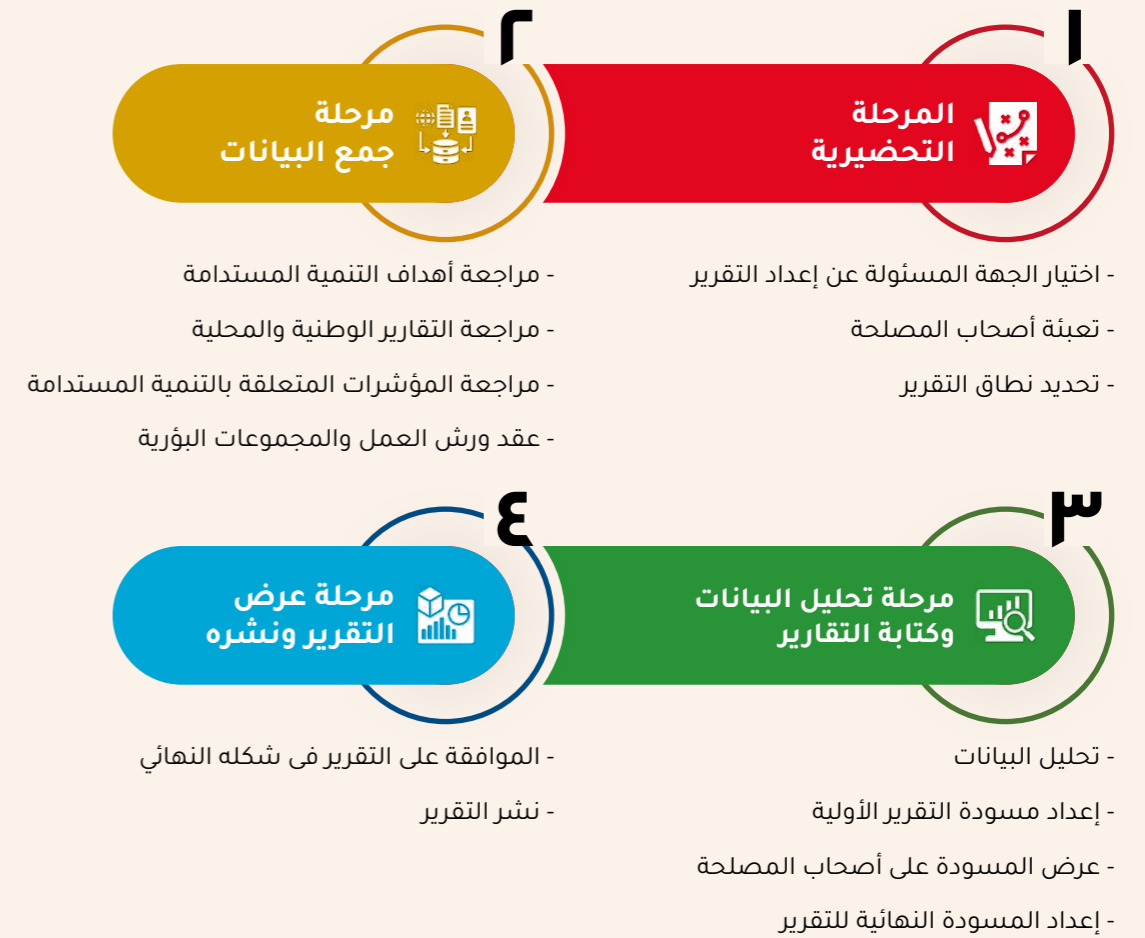 ١
المرحلة
التحضيرية
- اختيار الجهة المسئولة عن إعداد التقرير
- تعبئة أصحاب المصلحة
- تحديد نطاق التقرير
٢
مرحلة
جمع البيانات
- مراجعة أهداف التنمية المستدامة
- مراجعة التقارير الوطنية والمحلية
- مراجعة المؤشرات المتعلقة بالتنمية المستدامة
- عقد ورش العمل والمجموعات البؤرية
٣
مرحلة تحليل البيانات
وكتابة التقارير
- تحليل البيانات
- إعداد مسودة التقرير الأولية
- عرض المسودة على أصحاب المصلحة
- إعداد المسودة النهائية للتقرير
٤
مرحلة عرض
التقرير ونشره
- الموافقة على التقرير فى شكله النهائي
- نشر التقرير